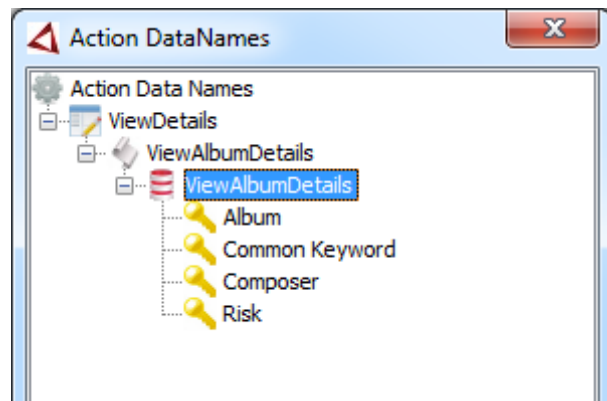 Action DataNames
Action Data Names
ViewDetails
ViewAlbumDetails
ViewAlbumDetails
Album
Common Keyword
Composer
Risk